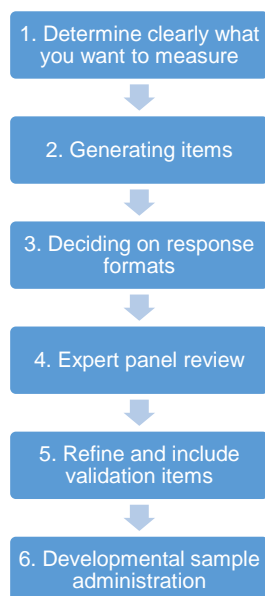 1. Determine clearly what
you want to measure
2. Generating items
3. Deciding on response
formats
4. Expert panel review
5. Refine and include
validation items
6. Developmental sample
administration